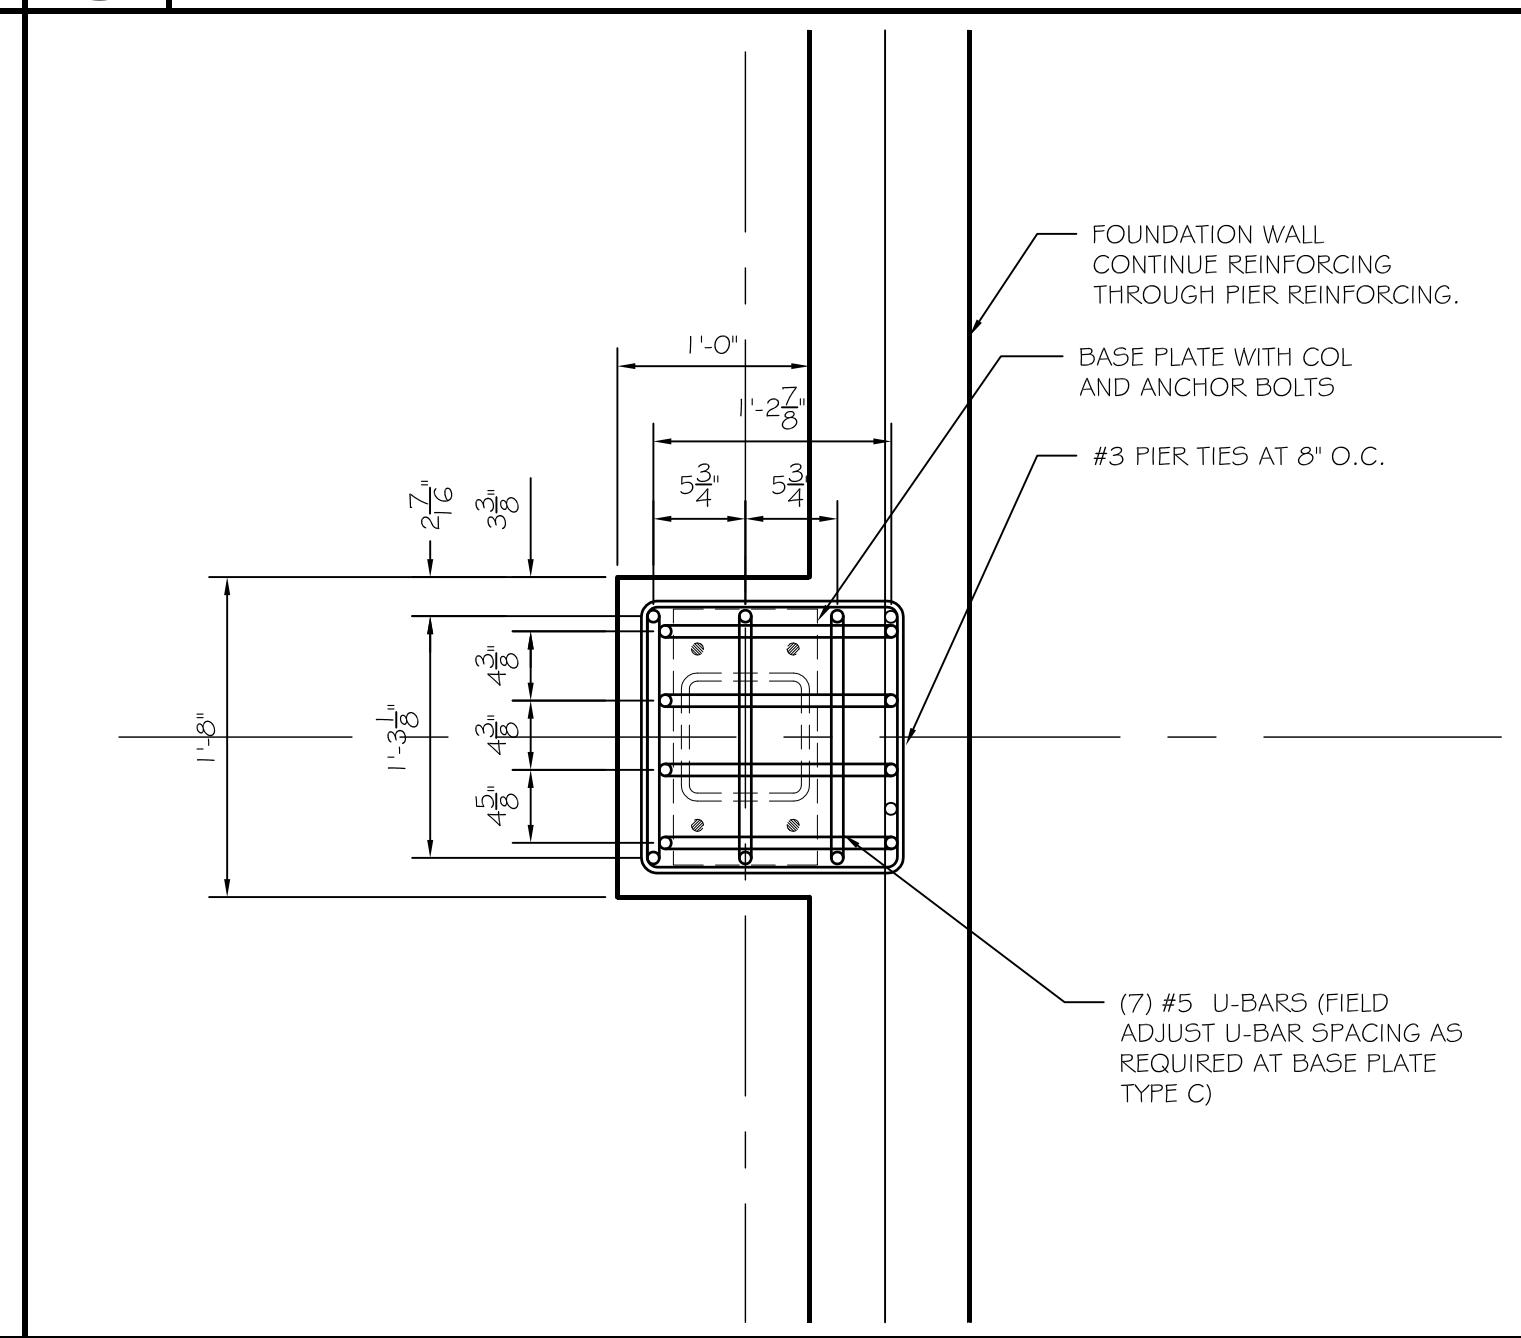 FOUNDATION WALL
CONTINUE REINFORCING
THROUGH PIER REINFORCING.
1'-0"
BASE PLATE WITH COL
AND ANCHOR BOLTS
1'-2 7/8"
#3 PIER TIES AT 8" O.C.
5 3/4"
5 3/4"
2 7/16"
3 3/8"
4 3/8"
1'-8"
1'-3 1/8"
4 3/8"
4 5/8"
(7) #5 U-BARS (FIELD
ADJUST U-BAR SPACING AS
REQUIRED AT BASE PLATE
TYPE C)